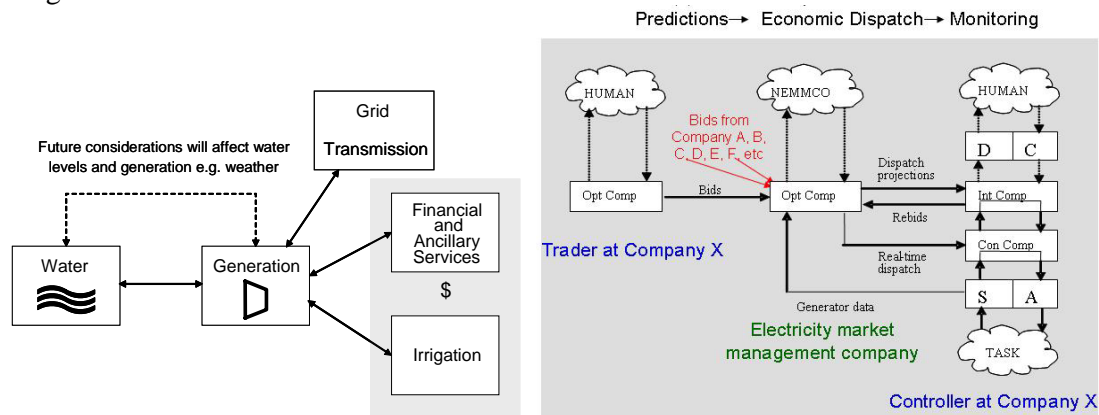 Grid
Transmission
Future considerations will affect water
levels and generation e.g. weather
Water
Generation
Financial
and
Ancillary
Services
$
Irrigation
Predictions→ Economic Dispatch→ Monitoring
HUMAN
NEMMCO
HUMAN
Bids from
Company A, B,
C, D, E, F, etc
D C
Dispatch
projections
Opt Comp
Bids
Opt Comp
Int Comp
Rebids
Trader at Company X
Con Comp
Real-time
dispatch
S A
Generator data
Electricity market
management company
TASK
Controller at Company X